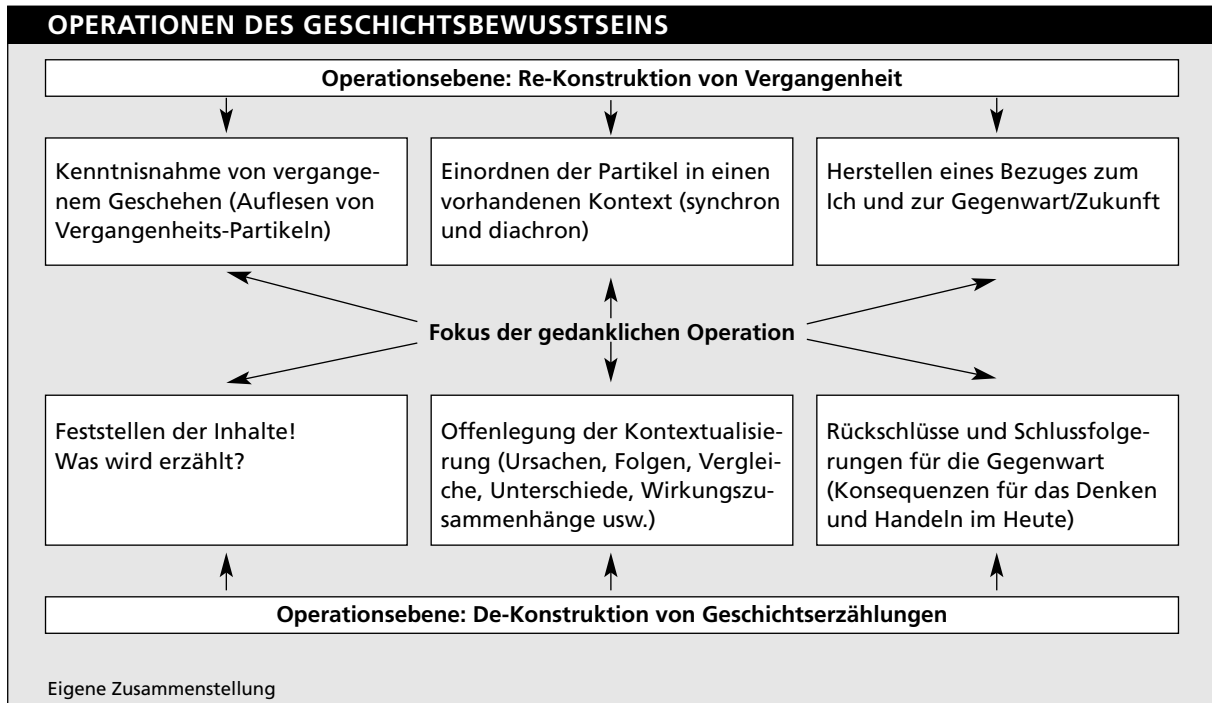 OPERATIONEN DES GESCHICHTSBEWUSSTSEINS
Operationsebene: Re-Konstruktion von Vergangenheit
Kenntnisnahme von vergange-
nem Geschehen (Auflesen von
Vergangenheits-Partikeln)
Einordnen der Partikel in einen
vorhandenen Kontext (synchron
und diachron)
Herstellen eines Bezuges zum
Ich und zur Gegenwart/Zukunft
Fokus der gedanklichen Operation
Feststellen der Inhalte!
Was wird erzählt?
Offenlegung der Kontextualisie-
rung (Ursachen, Folgen, Verglei-
che, Unterschiede, Wirkungszu-
sammenhänge usw.)
Rückschlüsse und Schlussfolge-
rungen für die Gegenwart
(Konsequenzen für das Denken
und Handeln im Heute)
Operationsebene: De-Konstruktion von Geschichtserzählungen
Eigene Zusammenstellung